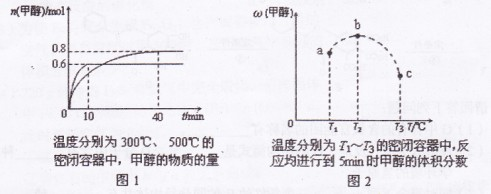 n(甲醇)/mol
0.8
0.6
0
10
40
t/min
温度分别为300℃、500℃的
密闭容器中，甲醇的物质的量
图1
ω(甲醇)
a
b
c
0
T₁
T₂
T₃
T/℃
温度分别为T₁~T₃的密闭容器中,反
应均进行到5min时甲醇的体积分数
图2